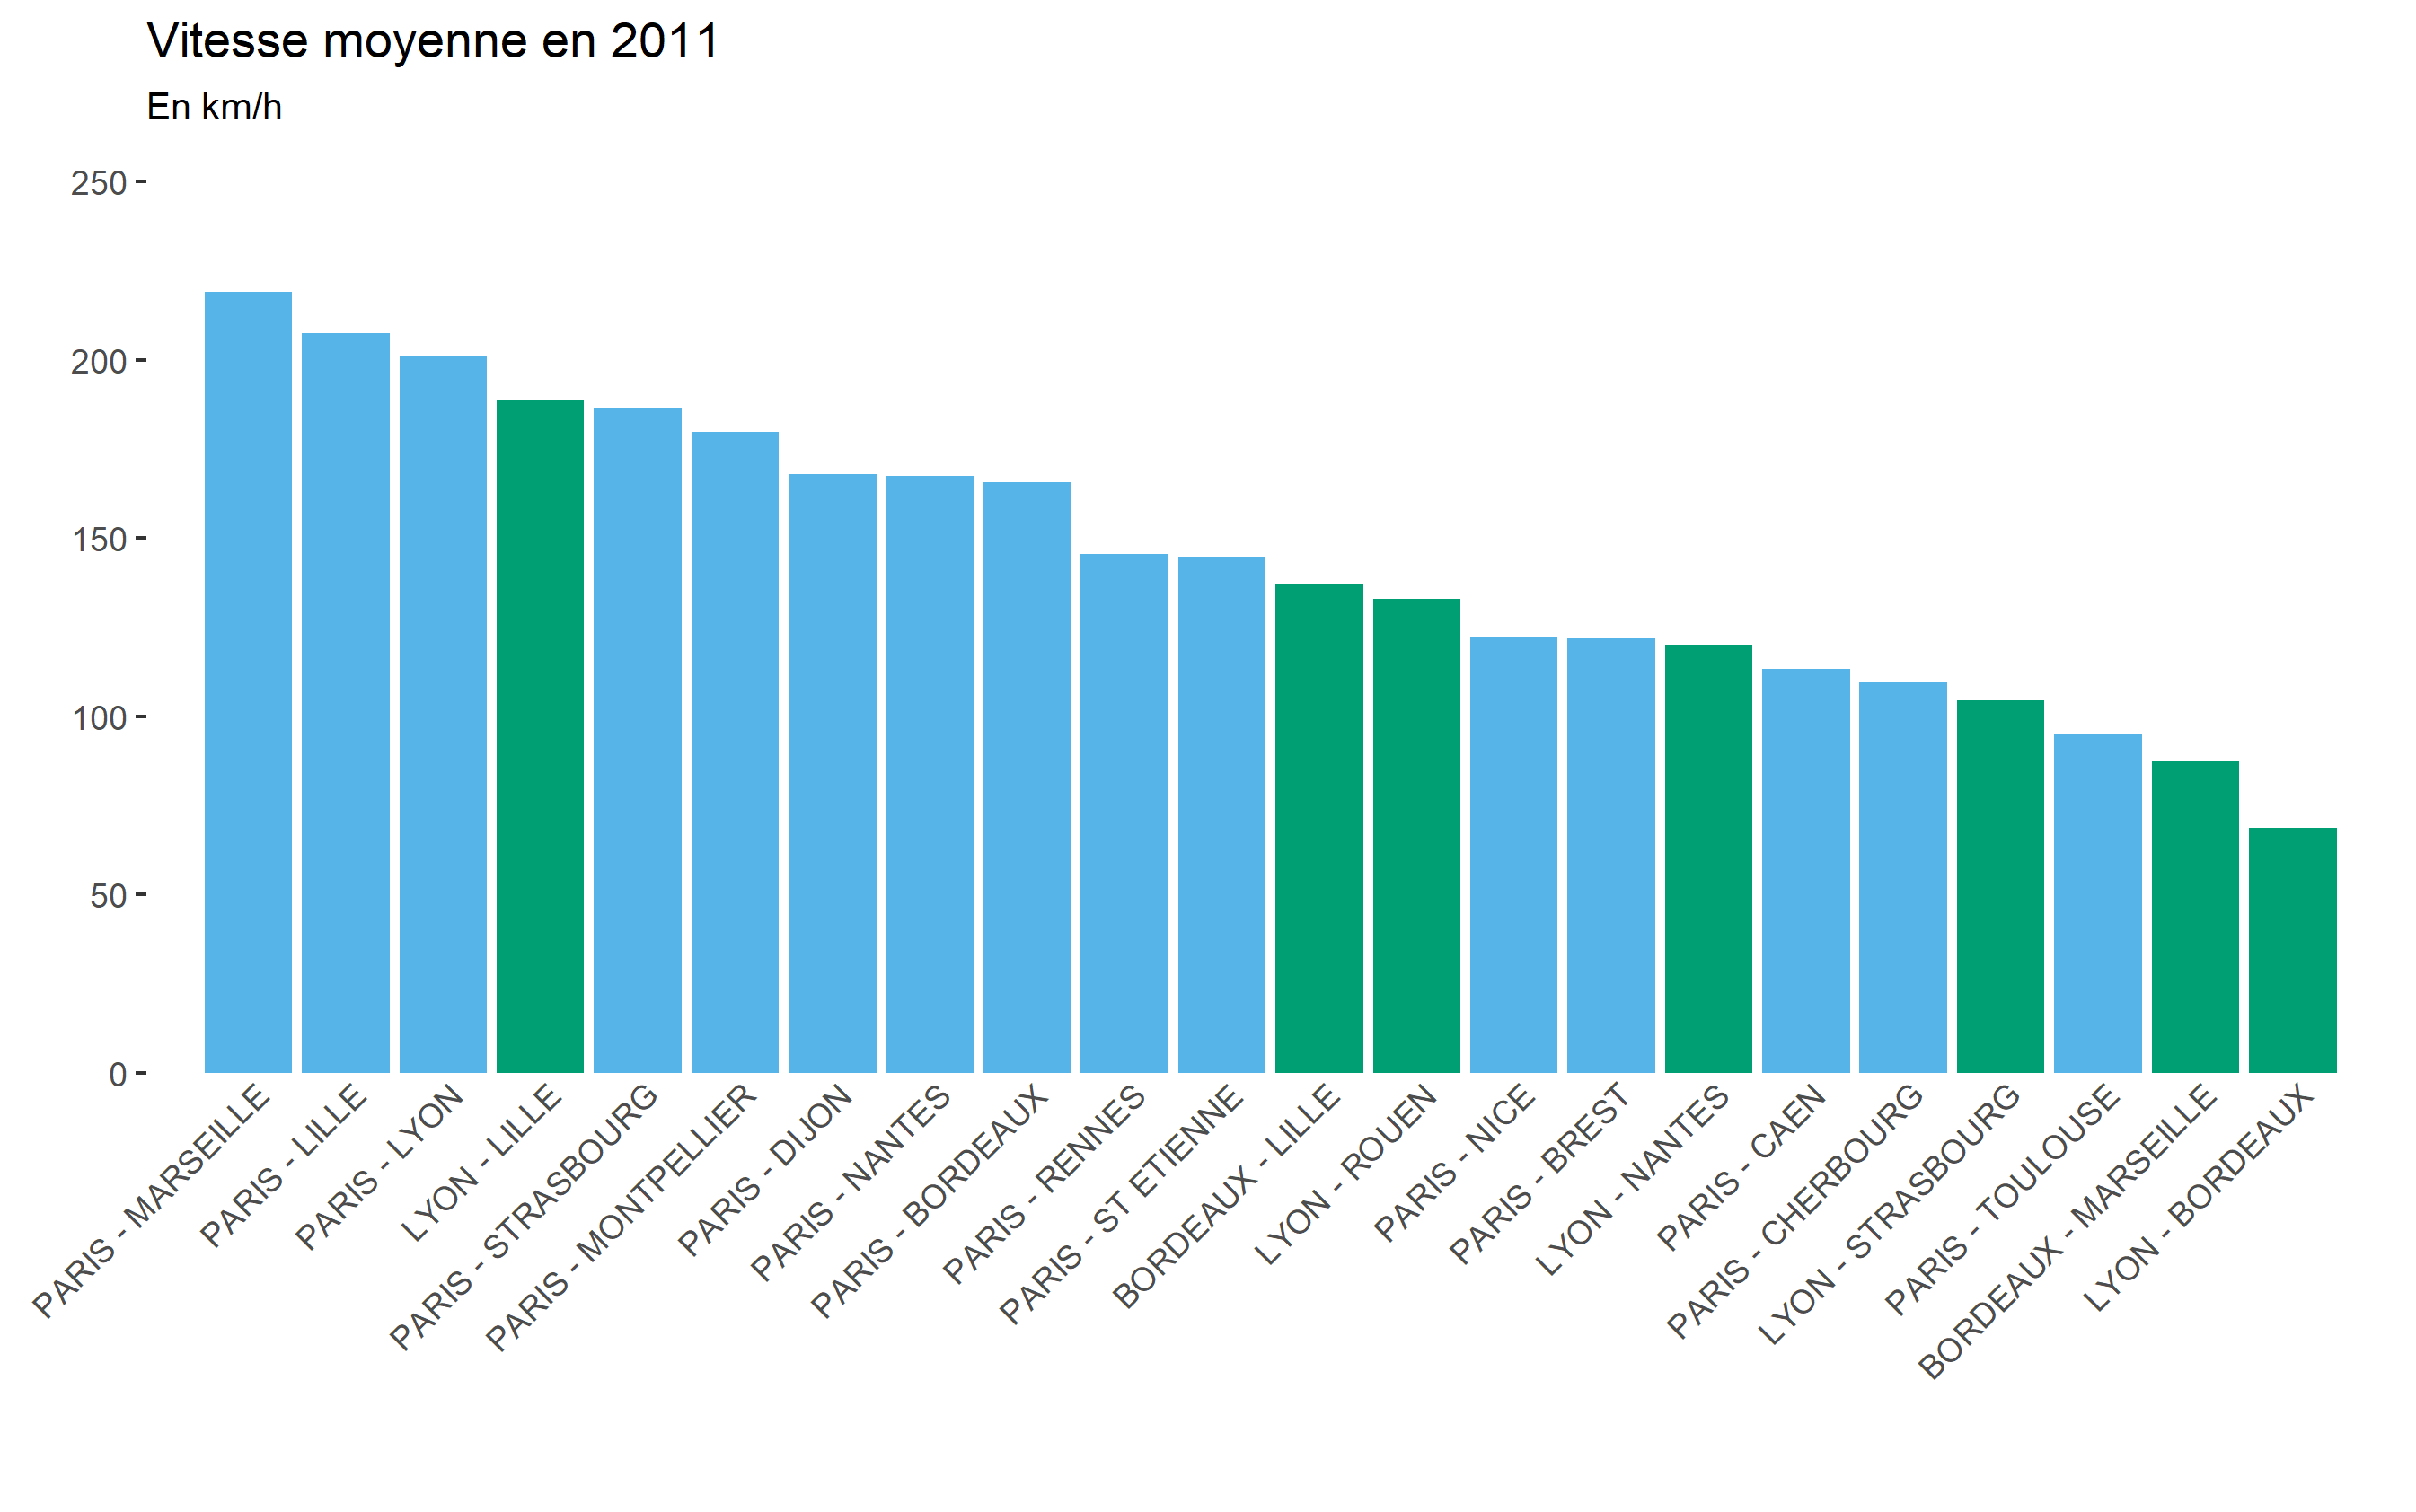 Vitesse moyenne en 2011
En km/h
250
200
150
100
50
0
PARIS - MARSEILLE
PARIS - LILLE
PARIS - LYON
LYON - LILLE
PARIS - STRASBOURG
PARIS - MONTPELLIER
PARIS - DIJON
PARIS - NANTES
PARIS - BORDEAUX
PARIS - RENNES
PARIS - ST ETIENNE
BORDEAUX - LILLE
LYON - ROUEN
PARIS - NICE
PARIS - BREST
LYON - NANTES
PARIS - CAEN
PARIS - CHERBOURG
LYON - STRASBOURG
PARIS - TOULOUSE
BORDEAUX - MARSEILLE
LYON - BORDEAUX